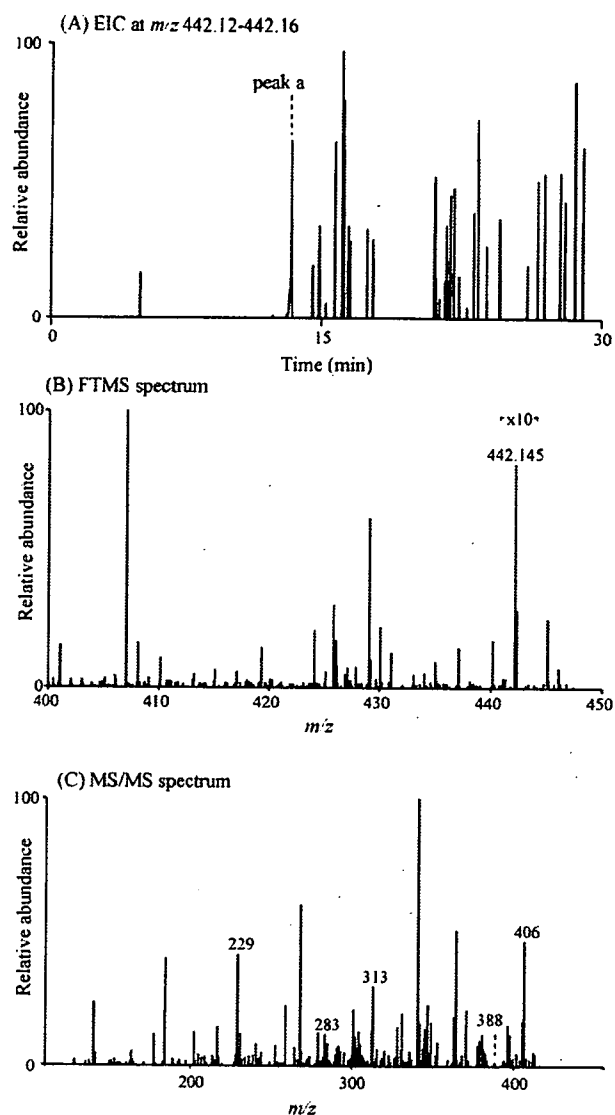 (A) EIC at m/z 442.12-442.16
100
peak a
Relative abundance
0
0
15
30
Time (min)
(B) FTMS spectrum
100
x10
442.145
Relative abundance
0
400
410
420
430
440
450
m/z
(C) MS/MS spectrum
100
406
229
313
283
388
Relative abundance
0
200
300
400
m/z